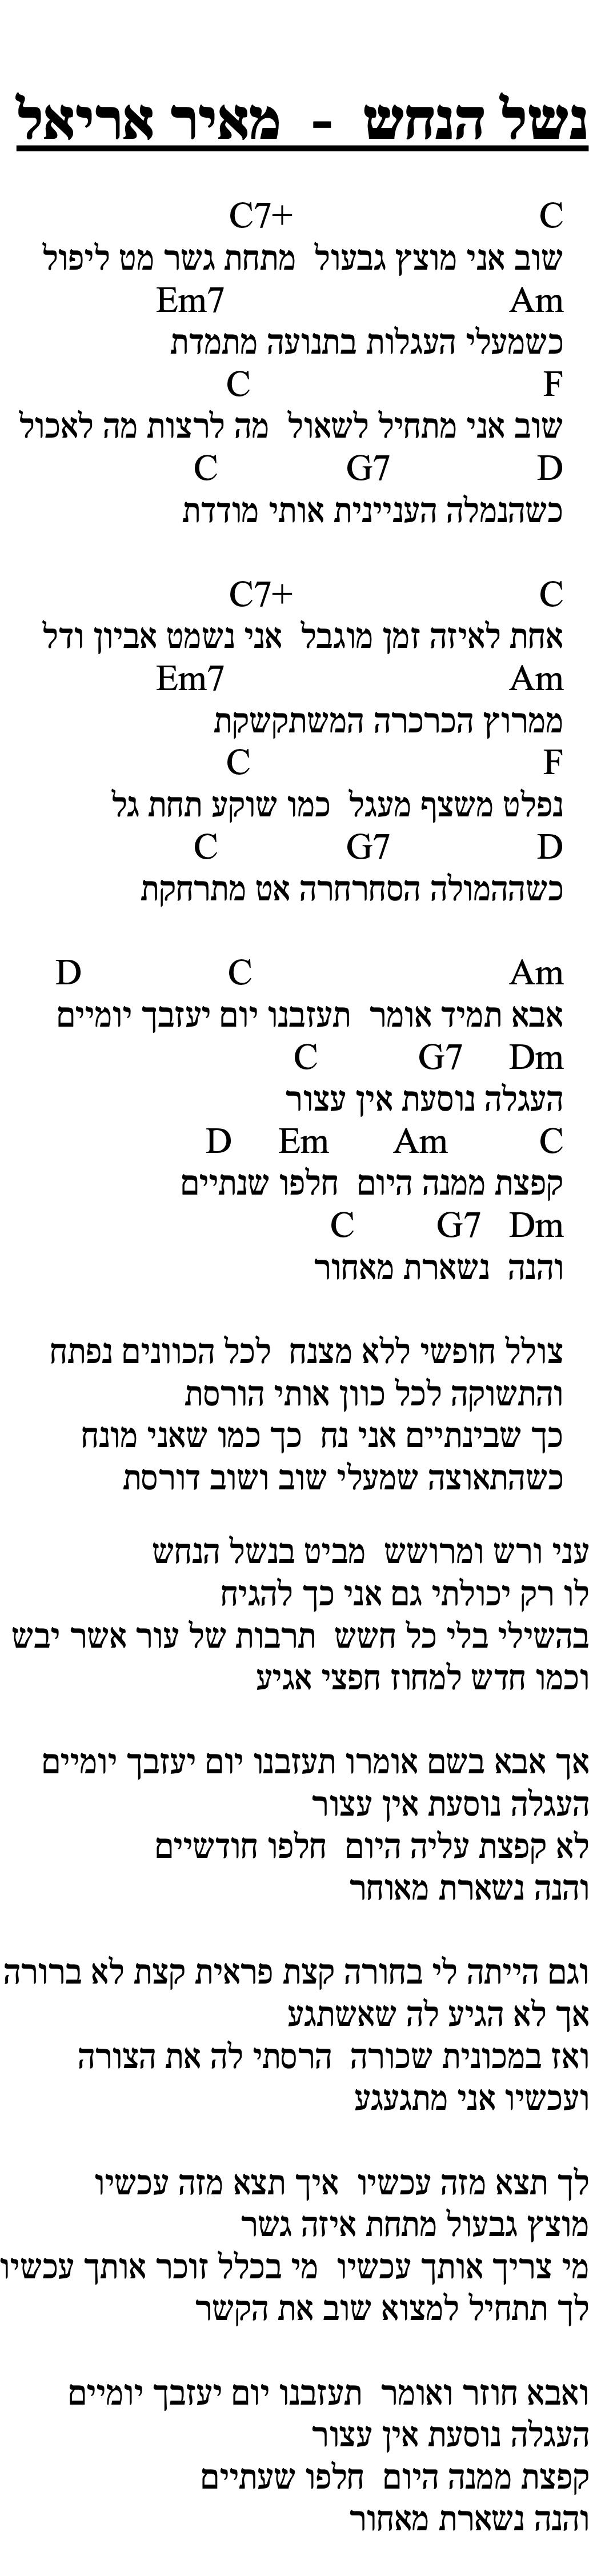 נשל הנחש - מאיר אריאל
C C7+
שוב אני מוצץ גבעול מתחת גשר מט ליפול
Am Em7
כשמעלי העגלות בתנועה מתמדת
F C
שוב אני מתחיל לשאול מה לרצות מה לאכול
D G7 C
כשהנמלה העניינית אותי מודדת
C C7+
אחת לאיזה זמן מוגבל אני נשמט אביון ודל
Am Em7
ממרוץ הכרכרה המשתקשקת
F C
נפלט משצף מעגל כמו שוקע תחת גל
D G7 C
כשההמולה הסחרחרה אט מתרחקת
Am C D
אבא תמיד אומר תעזבנו יום יעזבך יומיים
Dm G7 C
העגלה נוסעת אין עצור
C Am Em D
קפצת ממנה היום חלפו שנתיים
Dm G7 C
והנה נשארת מאחור
צולל חופשי ללא מצנח לכל הכוונים נפתח
והתשוקה לכל כוון אותי הורסת
כך שבינתיים אני נח כך כמו שאני מונח
כשהתאוצה שמעלי שוב ושוב דורסת
עני ורש ומרושש מביט בנשל הנחש
לו רק יכולתי גם אני כך להגיח
בהשילי בלי כל חשש תרבות של עור אשר יבש
וכמו חדש למחוז חפצי אגיע
אך אבא בשם אומרו תעזבנו יום יעזבך יומיים
העגלה נוסעת אין עצור
לא קפצת עליה היום חלפו חודשיים
והנה נשארת מאוחר
וגם הייתה לי בחורה קצת פראית קצת לא ברורה
אך לא הגיע לה שאשתגע
ואז במכונית שכורה הרסתי לה את הצורה
ועכשיו אני מתגעגע
לך תצא מזה עכשיו איך תצא מזה עכשיו
מוצץ גבעול מתחת איזה גשר
מי צריך אותך עכשיו מי בכלל זוכר אותך עכשיו
לך תתחיל למצוא שוב את הקשר
ואבא חוזר ואומר תעזבנו יום יעזבך יומיים
העגלה נוסעת אין עצור
קפצת ממנה היום חלפו שעתיים
והנה נשארת מאחור